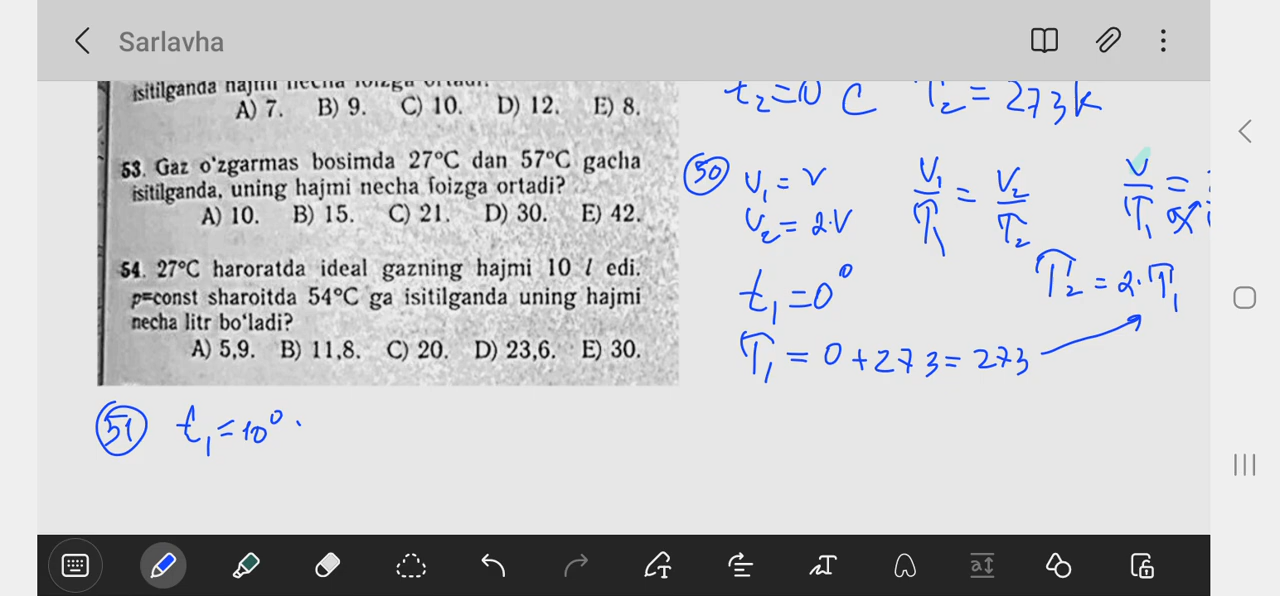 Sarlavha
isitilganda hajmi necha foizga ortadi?
A) 7. B) 9. C) 10. D) 12. E) 8.
53. Gaz o'zgarmas bosimda 27°C dan 57°C gacha
isitilganda, uning hajmi necha foizga ortadi?
A) 10. B) 15. C) 21. D) 30. E) 42.
54. 27°C haroratda ideal gazning hajmi 10 l edi.
p=const sharoitda 54°C ga isitilganda uning hajmi
necha litr bo'ladi?
A) 5,9. B) 11,8. C) 20. D) 23,6. E) 30.
T₂ = 273k
50 V₁ = V V₁/T₁ = V₂/T₂ V/T₁ =
V₂ = 2·V
t₁ = 0° T₂ = 2·T₁
T₁ = 0 + 273 = 273
51 t₁ = 10°